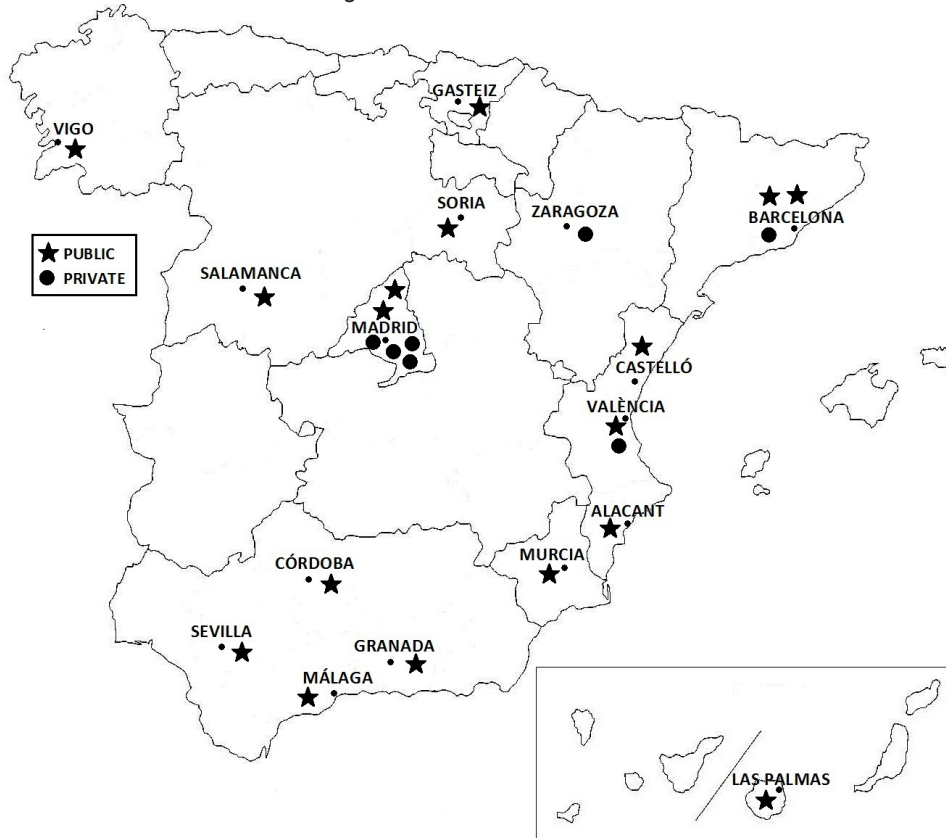 GASTEIZ
VIGO
SORIA
ZARAGOZA
BARCELONA
PUBLIC
PRIVATE
SALAMANCA
MADRID
CASTELLÓ
VALÈNCIA
ALACANT
MURCIA
CÓRDOBA
SEVILLA
GRANADA
MÁLAGA
LAS PALMAS